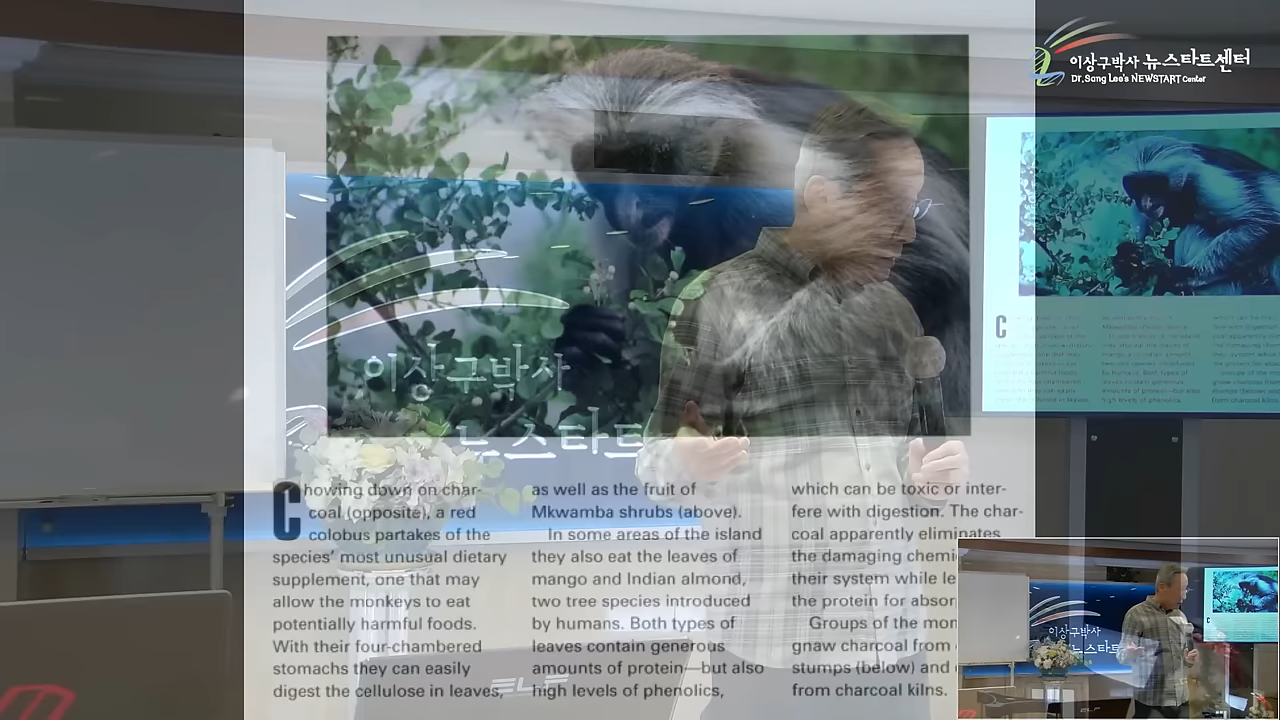 이상구박사 뉴스타트센터
Dr. Sang Lee's NEWSTART Center
이상구박사
뉴스타트
Chowing down on char-
coal (opposite), a red
colobus partakes of the
species' most unusual dietary
supplement, one that may
allow the monkeys to eat
potentially harmful foods.
With their four-chambered
stomachs they can easily
digest the cellulose in leaves,
as well as the fruit of
Mkwamba shrubs (above).
In some areas of the island
they also eat the leaves of
mango and Indian almond,
two tree species introduced
by humans. Both types of
leaves contain generous
amounts of protein—but also
high levels of phenolics,
which can be toxic or inter-
fere with digestion. The char-
coal apparently eliminates
the damaging chemi
their system while le
the protein for absor
Groups of the mon
gnaw charcoal from
stumps (below) and
from charcoal kilns.
ELF
이상구박사
뉴스타트